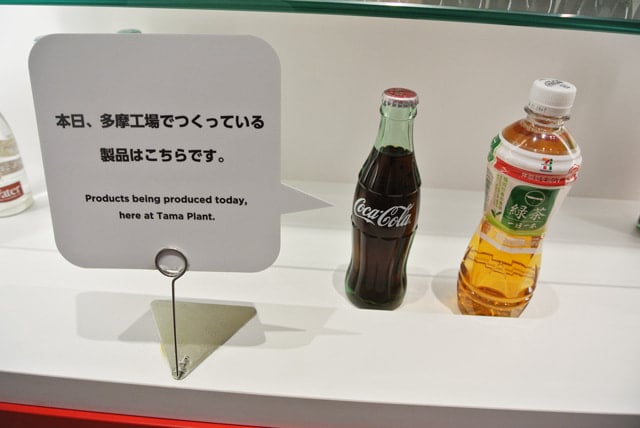 本日、多摩工場でつくっている
製品はこちらです。
Products being produced today,
here at Tama Plant.
Coca-Cola
緑茶